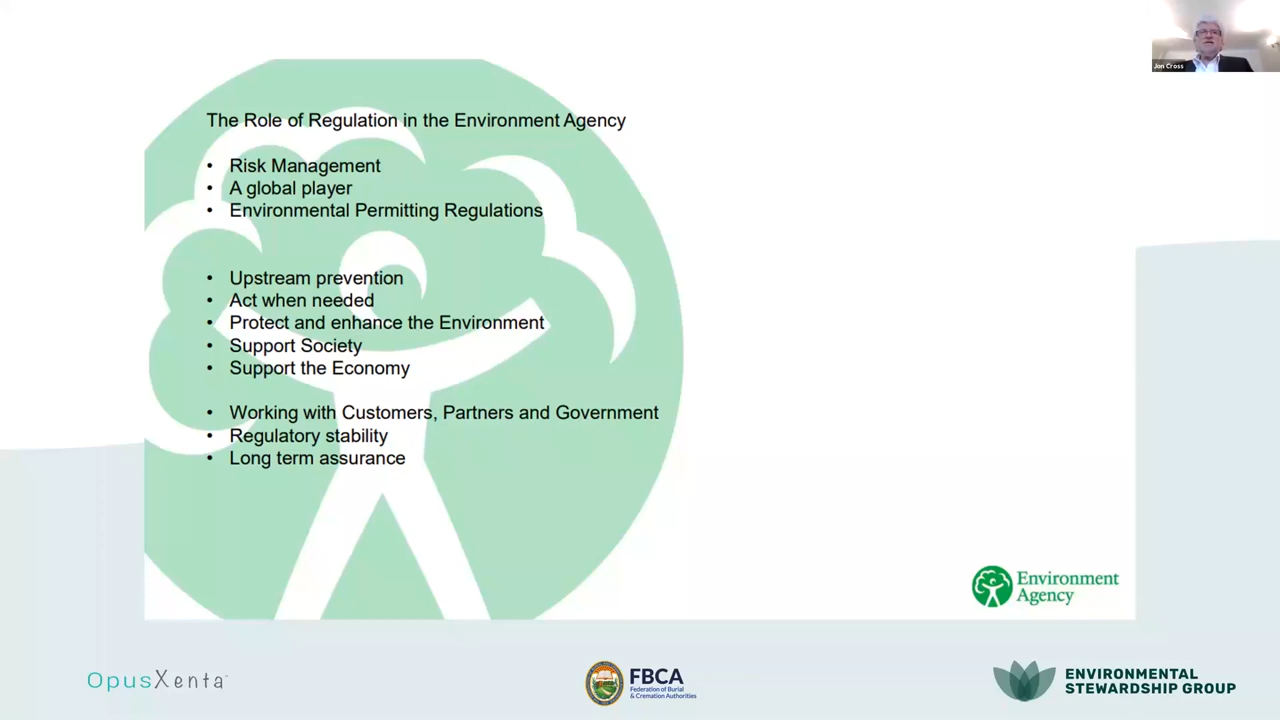 Jon Cross
The Role of Regulation in the Environment Agency
• Risk Management
• A global player
• Environmental Permitting Regulations
• Upstream prevention
• Act when needed
• Protect and enhance the Environment
• Support Society
• Support the Economy
• Working with Customers, Partners and Government
• Regulatory stability
• Long term assurance
Environment
Agency
OpusXenta
FBCA
Federation of Burial
& Cremation Authorities
ENVIRONMENTAL
STEWARDSHIP GROUP